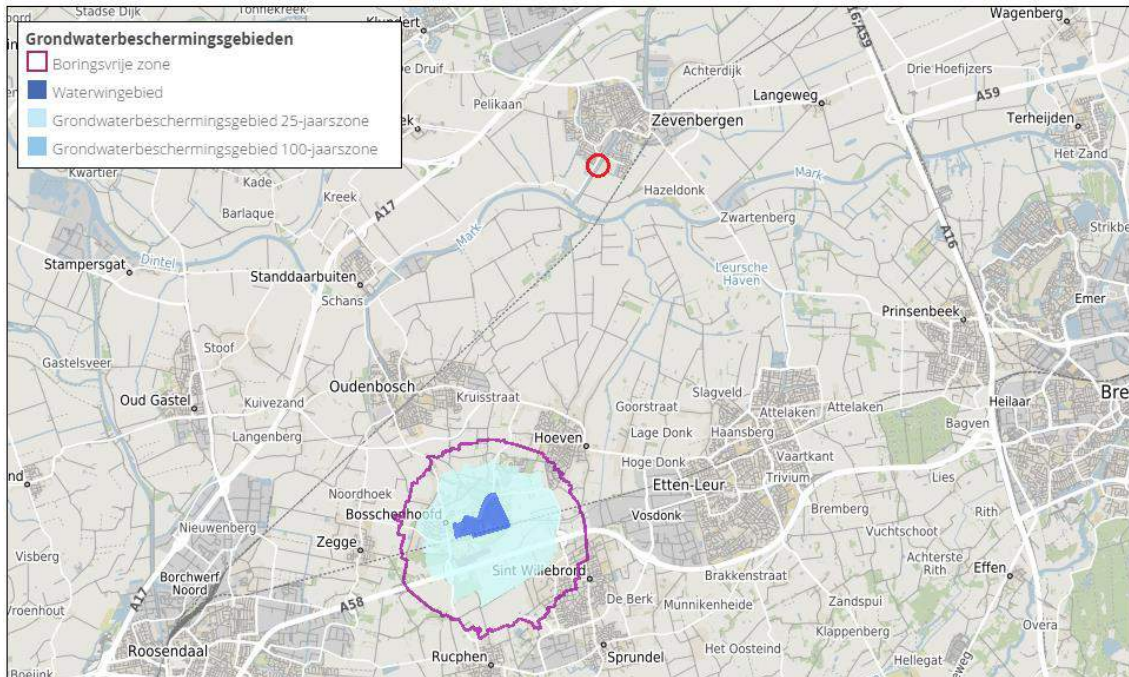 Grondwaterbeschermingsgebieden
Boringsvrije zone
Waterwingebied
Grondwaterbeschermingsgebied 25-jaarszone
Grondwaterbeschermingsgebied 100-jaarszone
Stadse Dijk
Tonnekreek
Wagenberg
Achterdijk
Drie Hoefijzers
A59
Pelikaan
Langeweg
Zevenbergen
Terheijden
Het Zand
Kwartier
Kade
Kreek
Hazeldonk
Mark
Barlaque
A17
Zwartenberg
Mark
A16
Dintel
Stampersgat
Standdaarbuiten
Schans
Leursche
Haven
Emer
Prinsenbeek
Gastelsveer
Stoof
Oudenbosch
Kruisstraat
Slagveld
Oud Gastel
Kuivezand
Goorstraat
Attelaken
Attelaken
Heilaar
Langenberg
Hoeven
Lage Donk
Haansberg
Bagven
Hoge Donk
Vaartkant
Lies
Etten-Leur
Trivium
Noordhoek
Bosschenhoofd
Vosdonk
Bremberg
Rith
Nieuwenberg
Zegge
Vuchtschoot
Visberg
Achterste
Rith
Effen
Borchwerf
Noord
Sint Willebrord
Brakkenstraat
Vroenhout
A17
A58
De Berk
Munnikenheide
Zandspui
Overa
Klappenberg
Roosendaal
Rucphen
Sprundel
Het Oosteind
Hellegat